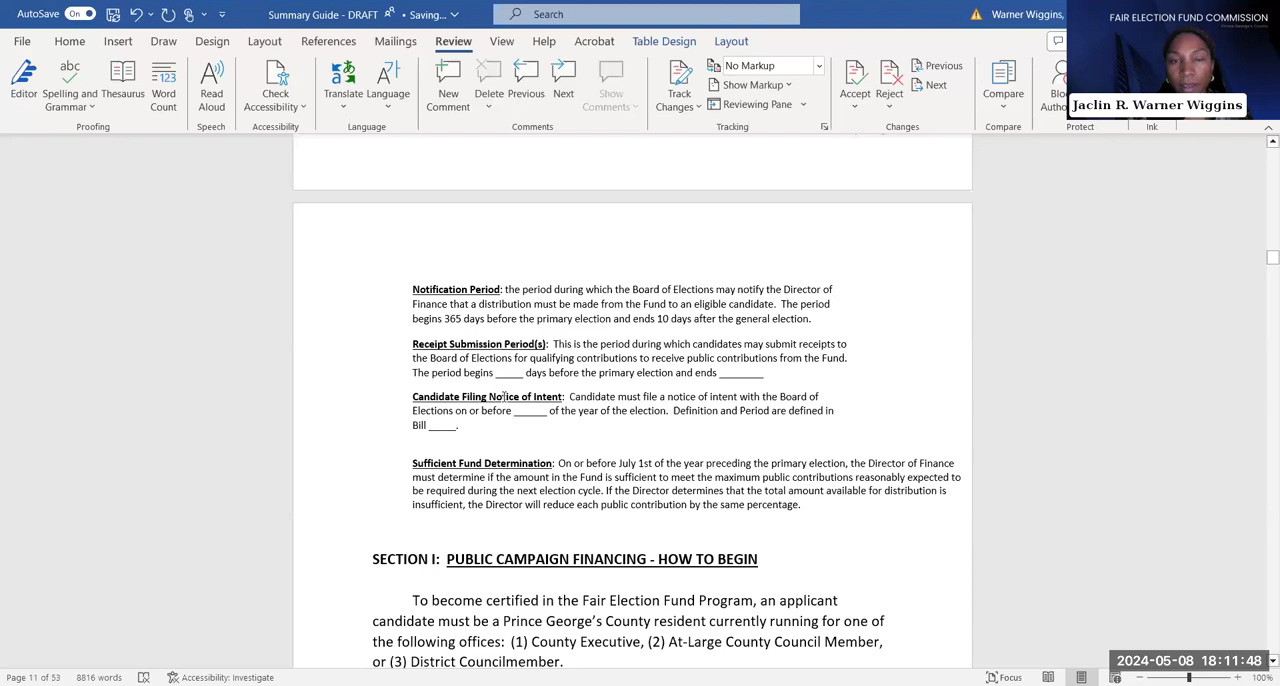 AutoSave On Summary Guide - DRAFT • Saving... Search Warner Wiggins,
FAIR ELECTION FUND COMMISSION
File Home Insert Draw Design Layout References Mailings Review View Help Acrobat Table Design Layout
Editor Spelling and Grammar Thesaurus Word Count Read Aloud Check Accessibility Translate Language New Comment Delete Previous Next Show Comments Track Changes No Markup Show Markup Reviewing Pane Accept Reject Previous Next Compare
Proofing Speech Accessibility Language Comments Tracking Changes Compare Protect Ink
Jaclin R. Warner Wiggins
Notification Period: the period during which the Board of Elections may notify the Director of
Finance that a distribution must be made from the Fund to an eligible candidate. The period
begins 365 days before the primary election and ends 10 days after the general election.
Receipt Submission Period(s): This is the period during which candidates may submit receipts to
the Board of Elections for qualifying contributions to receive public contributions from the Fund.
The period begins _____ days before the primary election and ends ________
Candidate Filing Notice of Intent: Candidate must file a notice of intent with the Board of
Elections on or before ______ of the year of the election. Definition and Period are defined in
Bill _____.
Sufficient Fund Determination: On or before July 1st of the year preceding the primary election, the Director of Finance
must determine if the amount in the Fund is sufficient to meet the maximum public contributions reasonably expected to
be required during the next election cycle. If the Director determines that the total amount available for distribution is
insufficient, the Director will reduce each public contribution by the same percentage.
SECTION I: PUBLIC CAMPAIGN FINANCING - HOW TO BEGIN
To become certified in the Fair Election Fund Program, an applicant
candidate must be a Prince George’s County resident currently running for one of
the following offices: (1) County Executive, (2) At-Large County Council Member,
or (3) District Councilmember.
2024-05-08 18:11:48
Page 11 of 53 8816 words Accessibility: Investigate Focus 100%